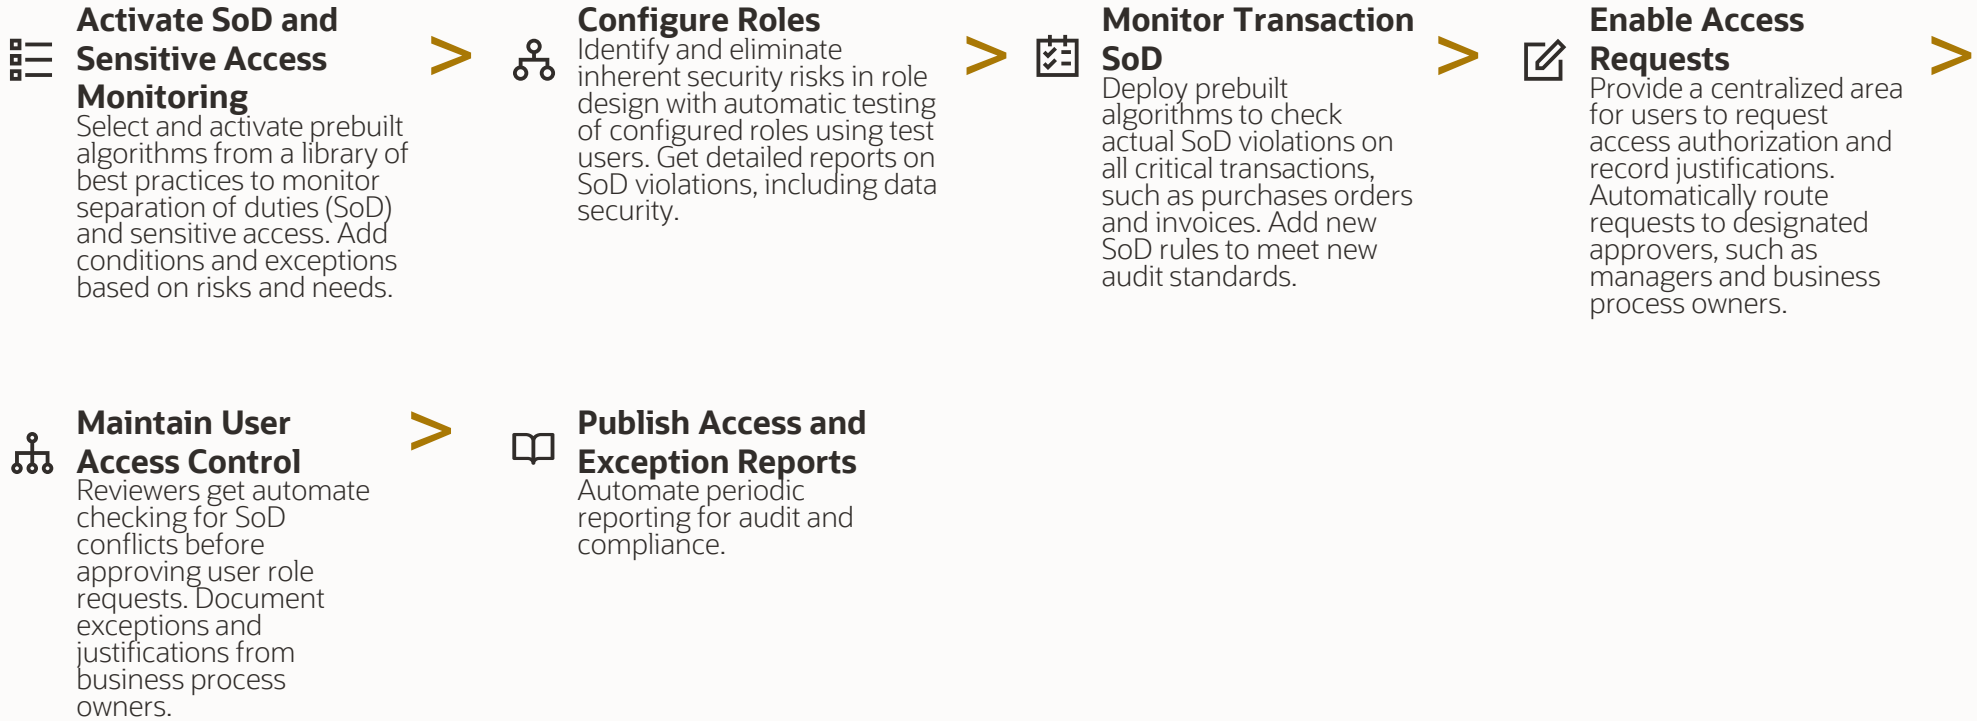 Activate SoD and
Sensitive Access
Monitoring
Select and activate prebuilt
algorithms from a library of
best practices to monitor
separation of duties (SoD)
and sensitive access. Add
conditions and exceptions
based on risks and needs.
>
Configure Roles
Identify and eliminate
inherent security risks in role
design with automatic testing
of configured roles using test
users. Get detailed reports on
SoD violations, including data
security.
>
Monitor Transaction
SoD
Deploy prebuilt
algorithms to check
actual SoD violations on
all critical transactions,
such as purchases orders
and invoices. Add new
SoD rules to meet new
audit standards.
>
Enable Access
Requests
Provide a centralized area
for users to request
access authorization and
record justifications.
Automatically route
requests to designated
approvers, such as
managers and business
process owners.
>
Maintain User
Access Control
Reviewers get automate
checking for SoD
conflicts before
approving user role
requests. Document
exceptions and
justifications from
business process
owners.
>
Publish Access and
Exception Reports
Automate periodic
reporting for audit and
compliance.